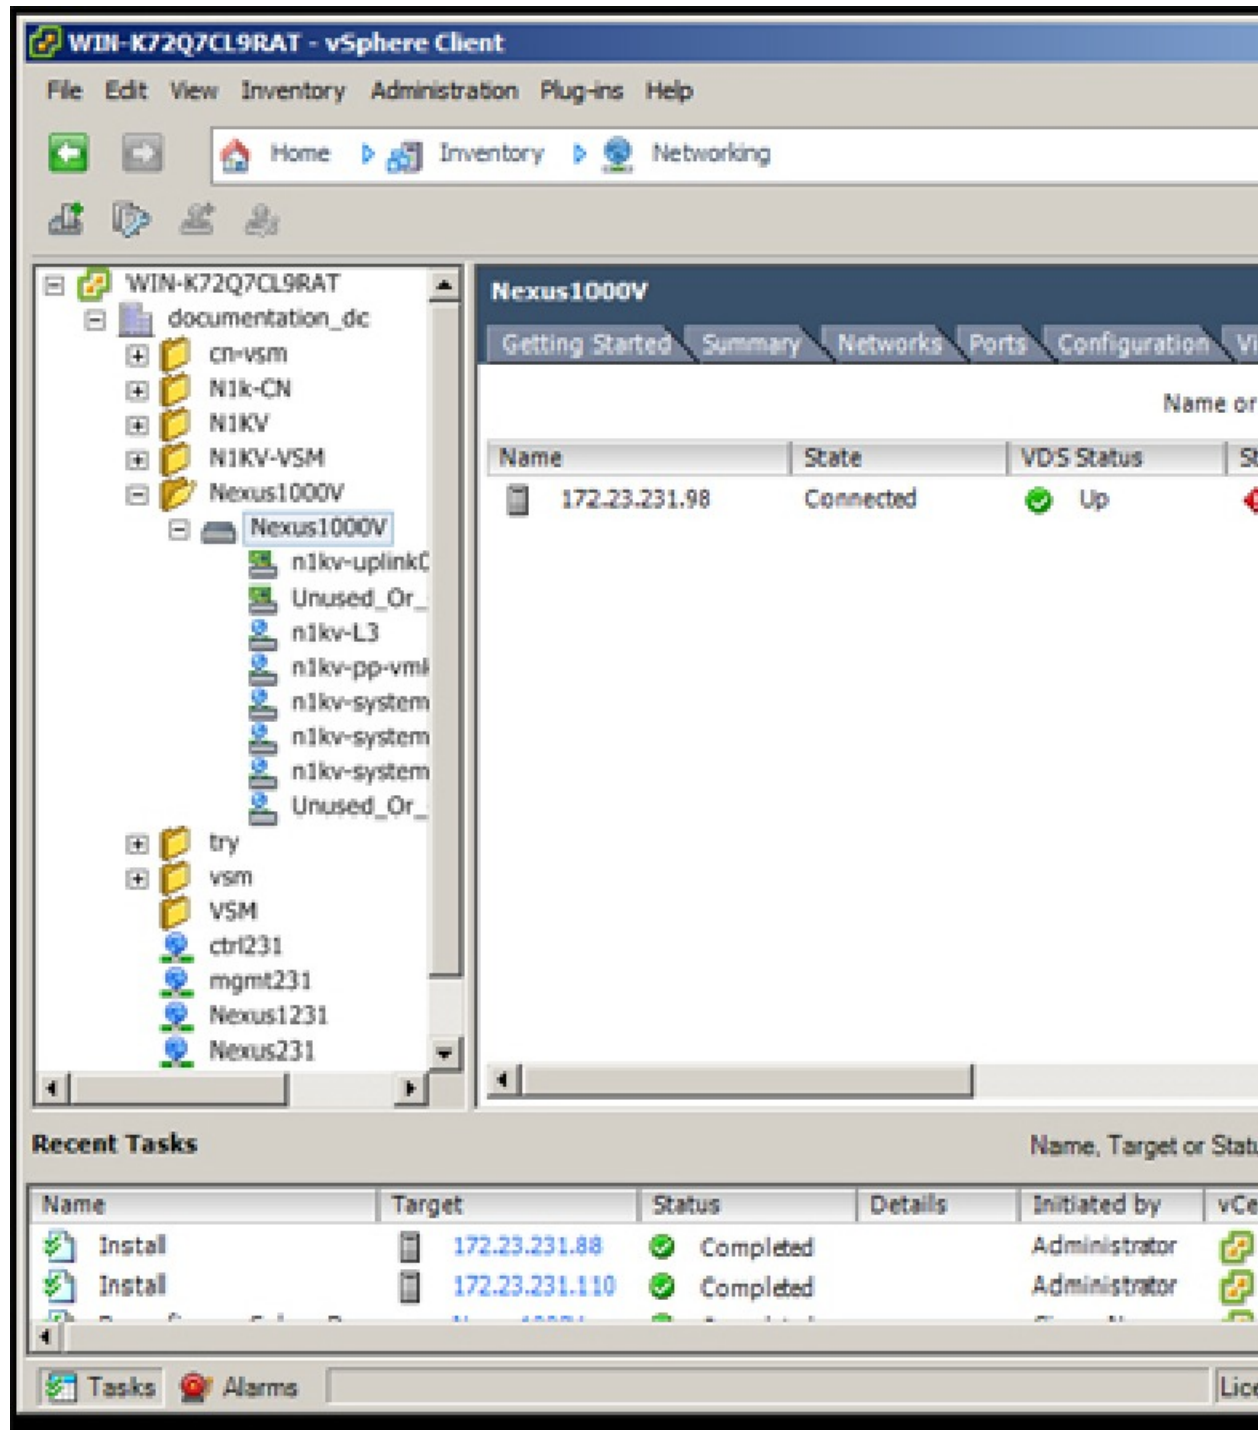 WIN-K72Q7CL9RAT - vSphere Client
File Edit View Inventory Administration Plug-ins Help
Home Inventory Networking
WIN-K72Q7CL9RAT
documentation_dc
cn-vsm
N1k-CN
N1KV
N1KV-VSM
Nexus1000V
Nexus1000V
n1kv-uplink
Unused_Or_
n1kv-L3
n1kv-pp-vm
n1kv-system
n1kv-system
n1kv-system
Unused_Or_
try
vsm
VSM
ctrl231
mgmt231
Nexus1231
Nexus231
Nexus1000V
Getting Started Summary Networks Ports Configuration Vi
Name or
Name State VDS Status St
172.23.231.98 Connected Up
Recent Tasks
Name, Target or Statu
Name Target Status Details Initiated by vCe
Install 172.23.231.88 Completed Administrator
Install 172.23.231.110 Completed Administrator
Tasks Alarms Lice